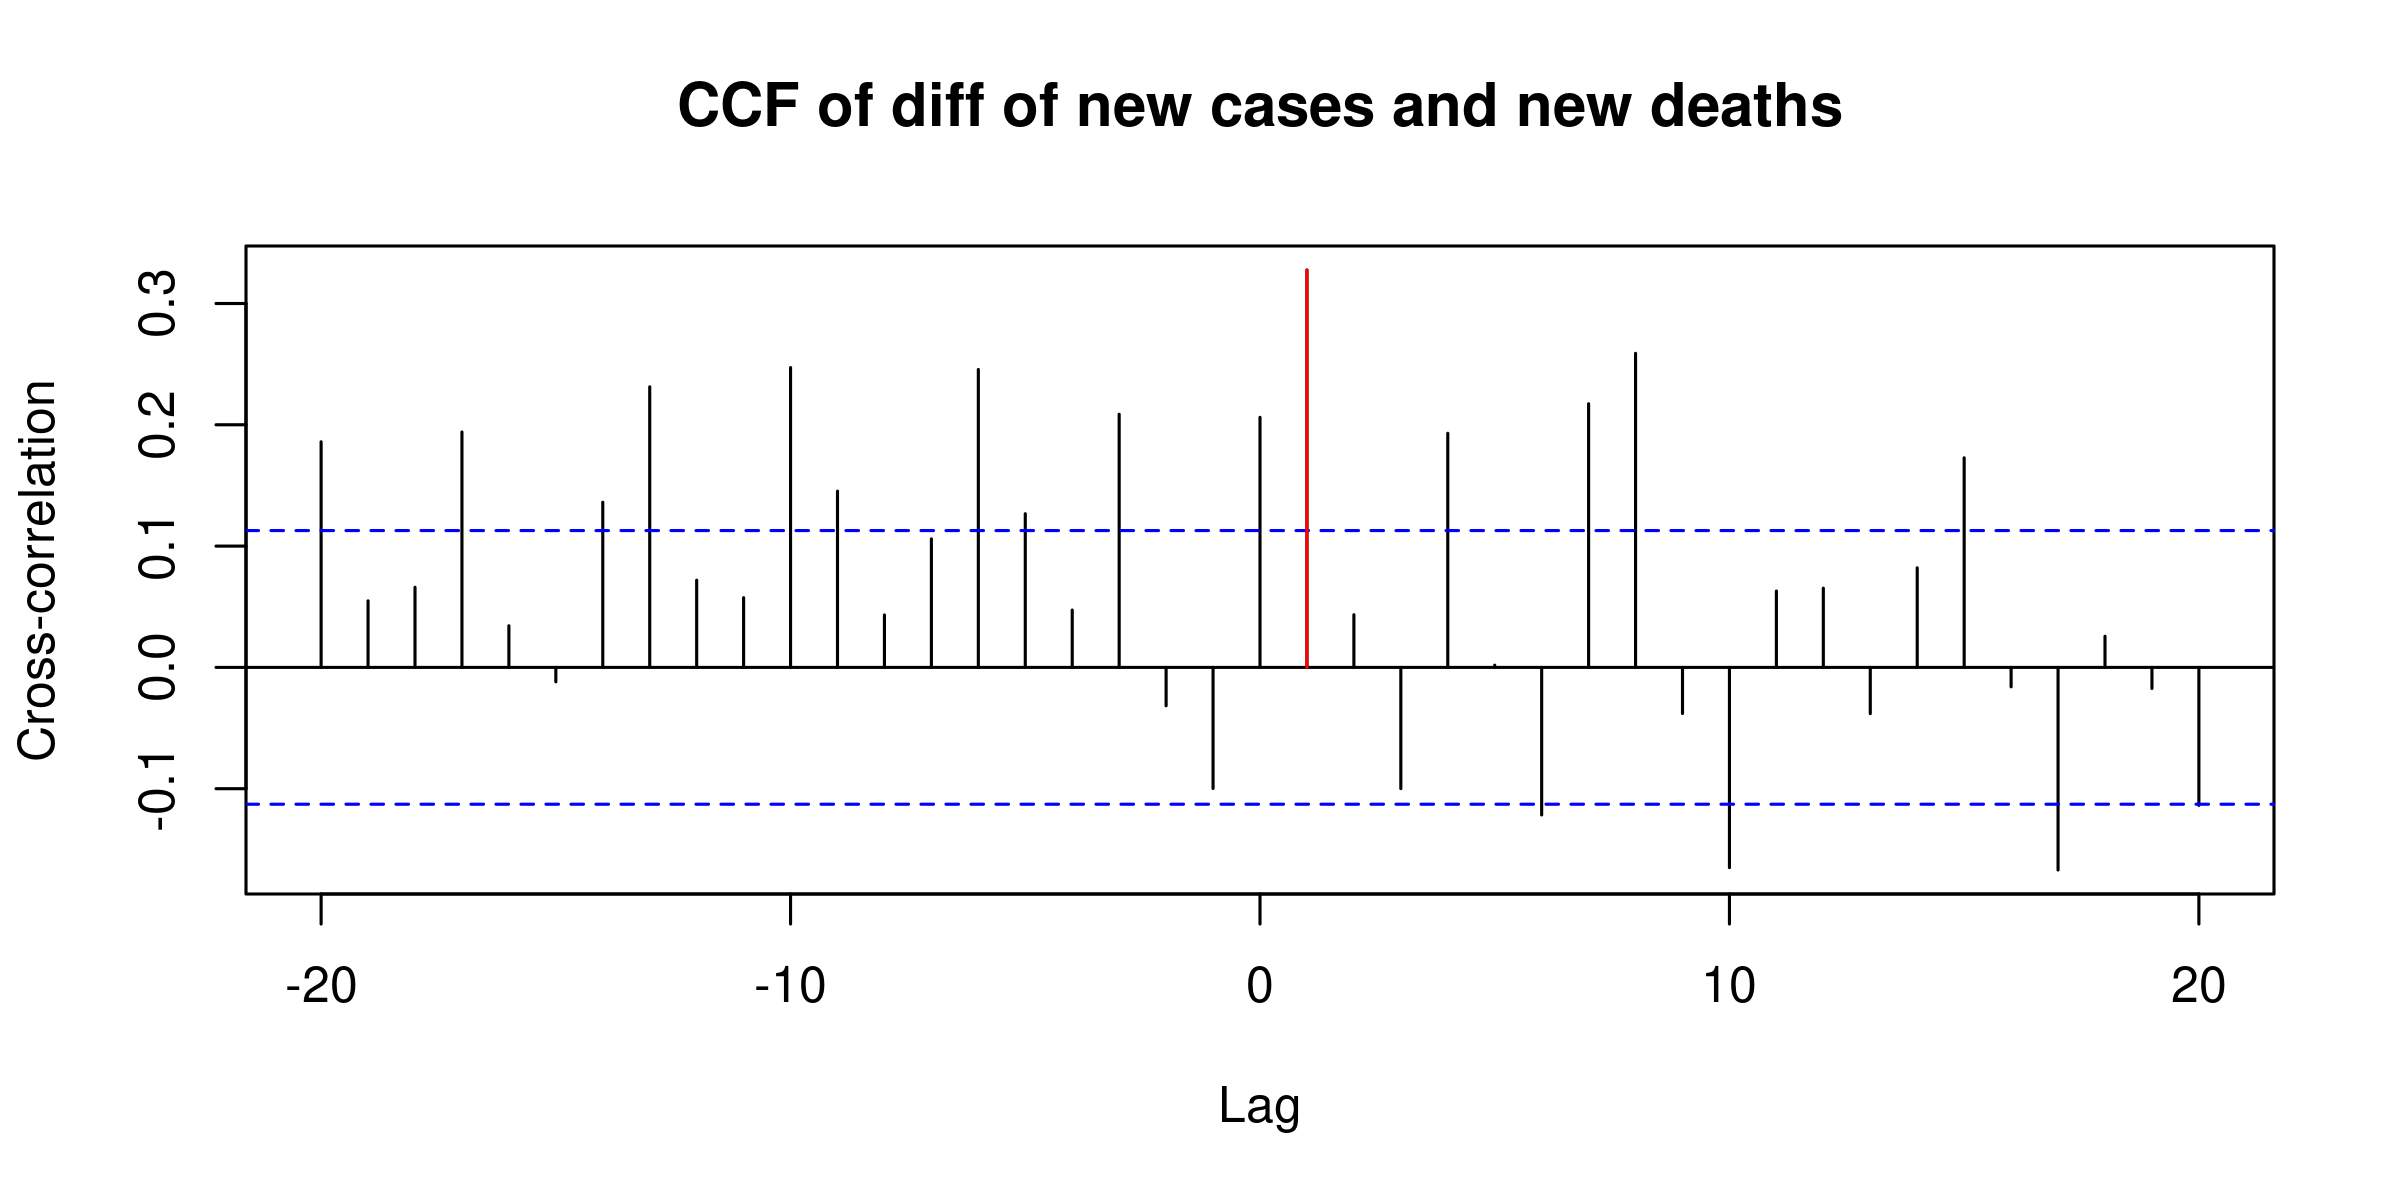 CCF of diff of new cases and new deaths
Cross-correlation
0.3
0.2
0.1
0.0
-0.1
-20 -10 0 10 20
Lag